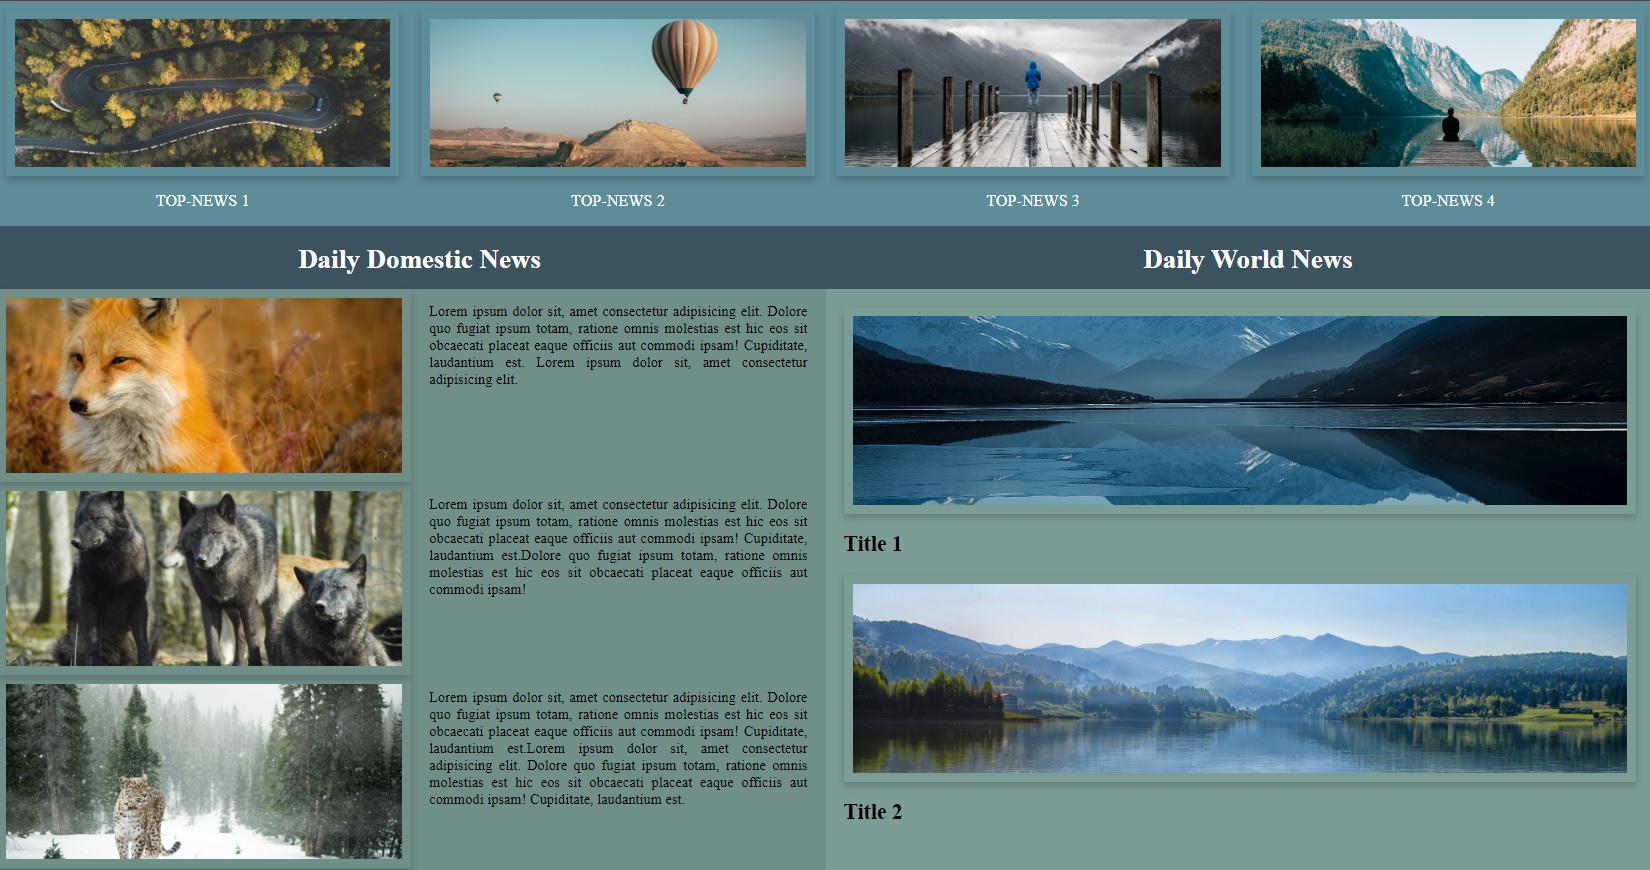 TOP-NEWS 1
TOP-NEWS 2
TOP-NEWS 3
TOP-NEWS 4
Daily Domestic News
Daily World News
Lorem ipsum dolor sit, amet consectetur adipisicing elit. Dolore
quo fugiat ipsum totam, ratione omnis molestias est hic eos sit
obcaecati placeat eaque officiis aut commodi ipsam! Cupiditate,
laudantium est. Lorem ipsum dolor sit, amet consectetur
adipisicing elit.
Lorem ipsum dolor sit, amet consectetur adipisicing elit. Dolore
quo fugiat ipsum totam, ratione omnis molestias est hic eos sit
obcaecati placeat eaque officiis aut commodi ipsam! Cupiditate,
laudantium est.Dolore quo fugiat ipsum totam, ratione omnis
molestias est hic eos sit obcaecati placeat eaque officiis aut
commodi ipsam!
Lorem ipsum dolor sit, amet consectetur adipisicing elit. Dolore
quo fugiat ipsum totam, ratione omnis molestias est hic eos sit
obcaecati placeat eaque officiis aut commodi ipsam! Cupiditate,
laudantium est.Lorem ipsum dolor sit, amet consectetur
adipisicing elit. Dolore quo fugiat ipsum totam, ratione omnis
molestias est hic eos sit obcaecati placeat eaque officiis aut
commodi ipsam! Cupiditate, laudantium est.
Title 1
Title 2